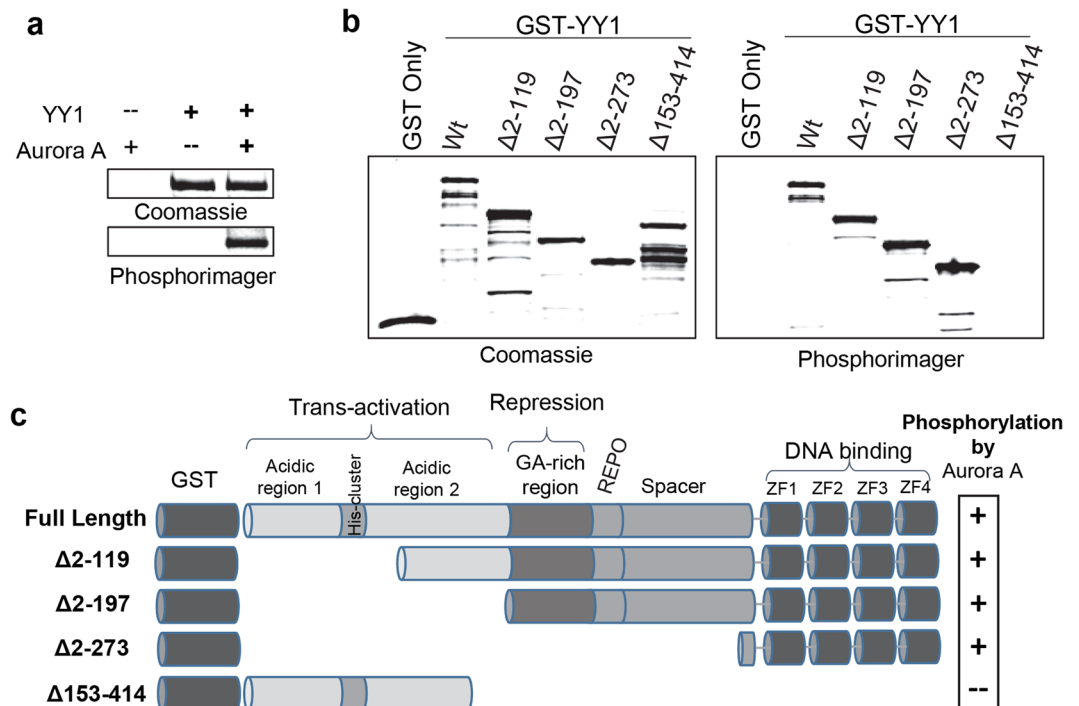 a
YY1 -- + +
Aurora A + -- +
Coomassie
Phosphorimager
b
GST-YY1
GST Only
Wt
Δ2-119
Δ2-197
Δ2-273
Δ153-414
Coomassie
GST-YY1
GST Only
Wt
Δ2-119
Δ2-197
Δ2-273
Δ153-414
Phosphorimager
c
Trans-activation
Repression
Phosphorylation
by
Aurora A
GST
Acidic
region 1
His-cluster
Acidic
region 2
GA-rich
region
REPO
Spacer
DNA binding
ZF1 ZF2 ZF3 ZF4
Full Length +
Δ2-119 +
Δ2-197 +
Δ2-273 +
Δ153-414 --